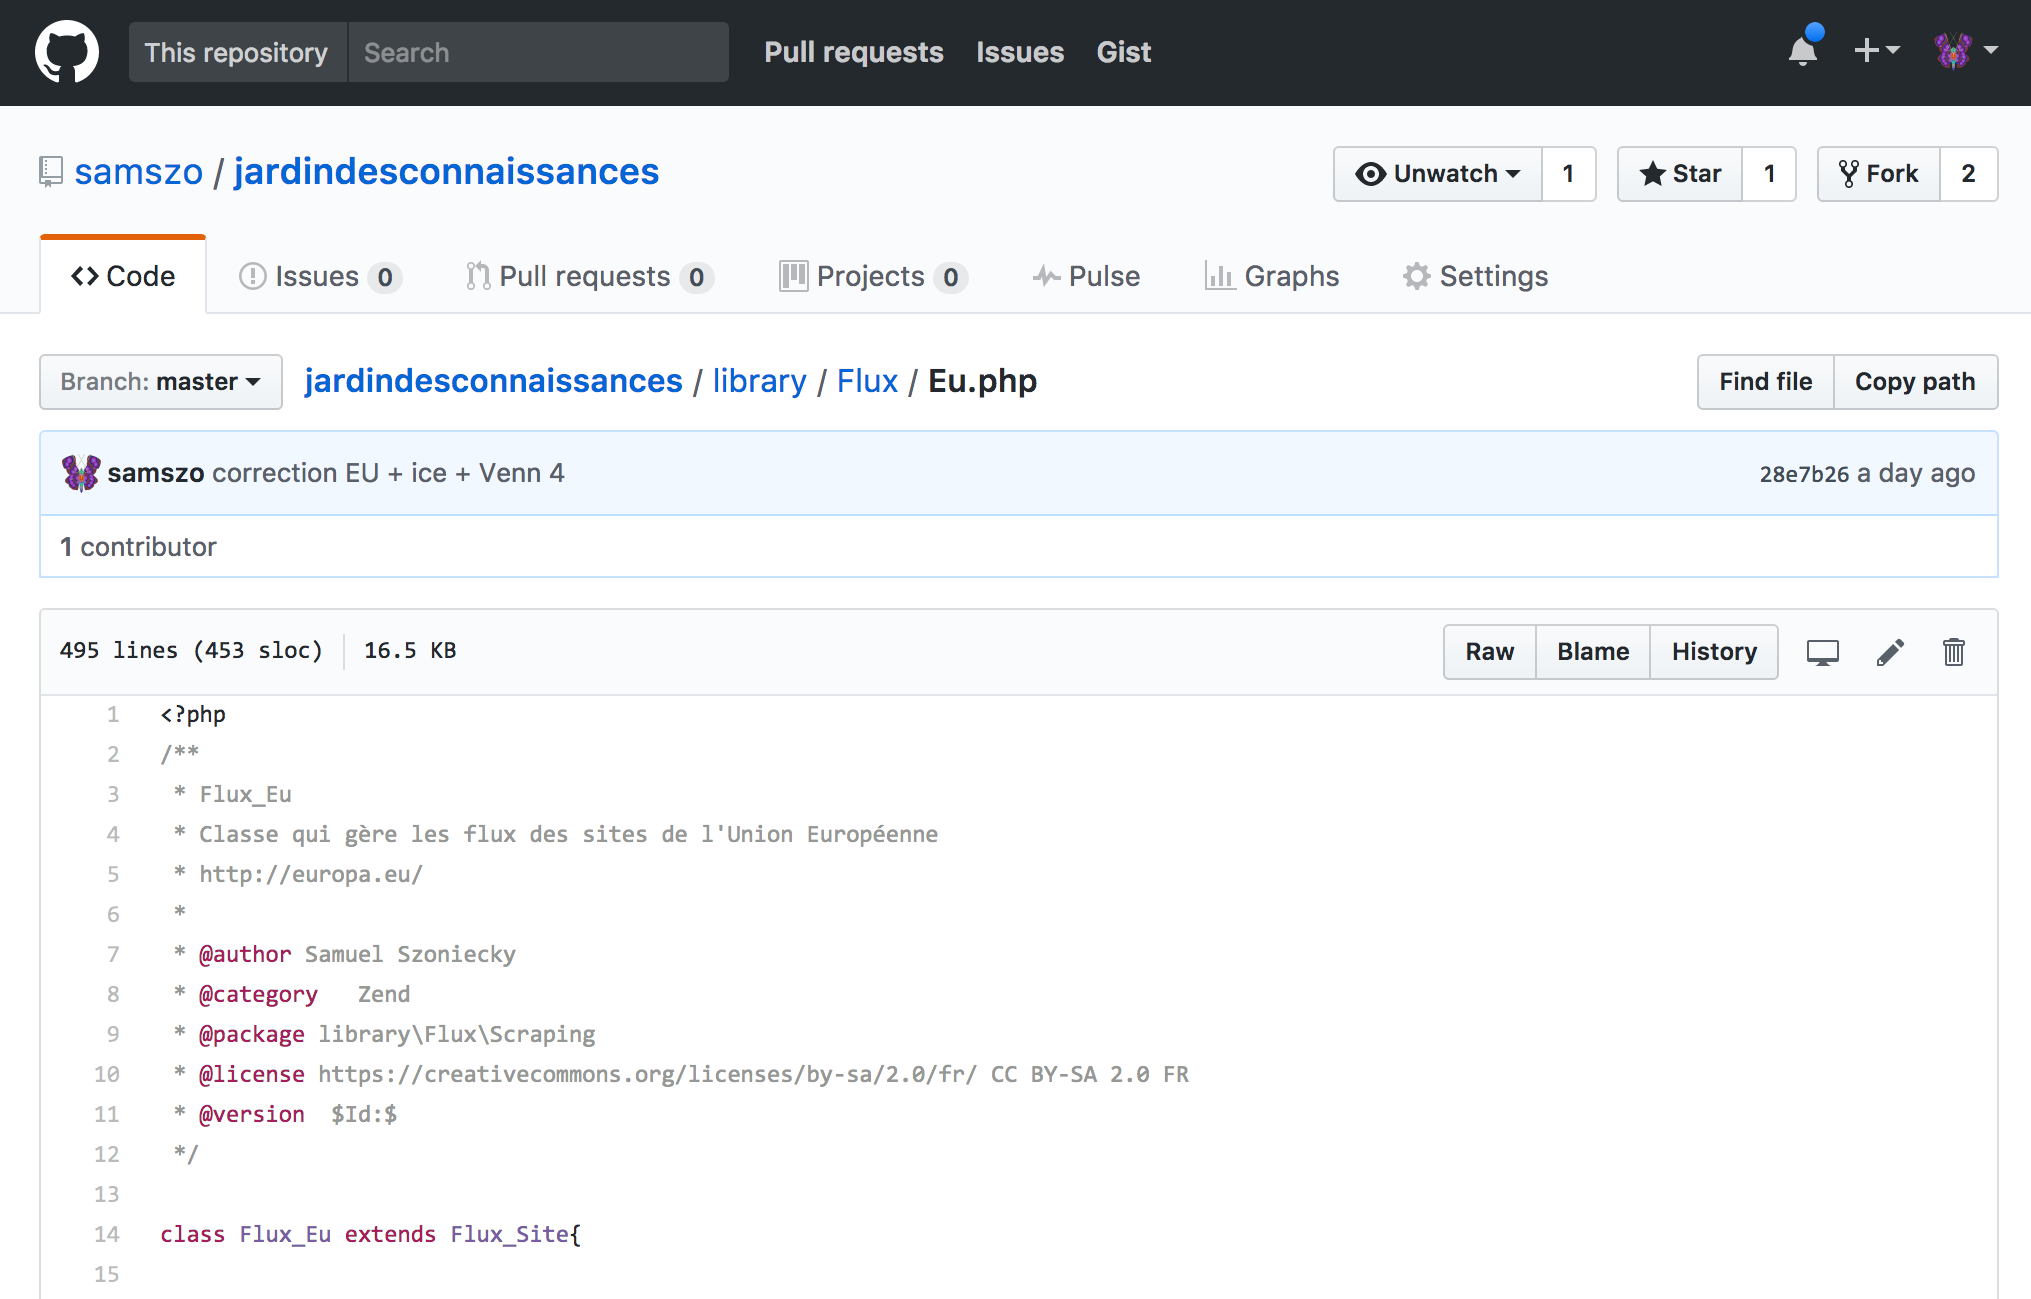 This repository Search Pull requests Issues Gist
samszo / jardindesconnaissances Unwatch 1 Star 1 Fork 2
Code Issues 0 Pull requests 0 Projects 0 Pulse Graphs Settings
Branch: master jardindesconnaissances / library / Flux / Eu.php Find file Copy path
samszo correction EU + ice + Venn 4 28e7b26 a day ago
1 contributor
495 lines (453 sloc) 16.5 KB Raw Blame History
1 <?php
2 /**
3 * Flux_Eu
4 * Classe qui gère les flux des sites de l'Union Européenne
5 * http://europa.eu/
6 *
7 * @author Samuel Szoniecky
8 * @category   Zend
9 * @package library\Flux\Scraping
10 * @license https://creativecommons.org/licenses/by-sa/2.0/fr/ CC BY-SA 2.0 FR
11 * @version  $Id:$
12 */
13
14 class Flux_Eu extends Flux_Site{
15